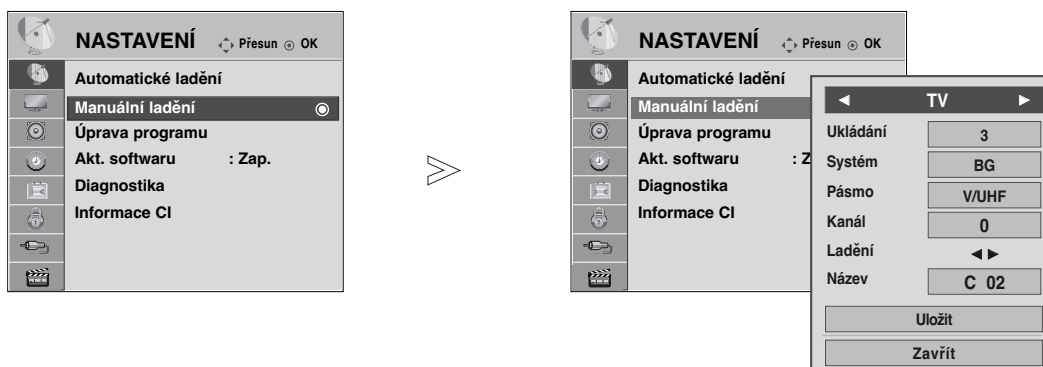 NASTAVENÍ Přesun OK
Automatické ladění
Manuální ladění
Úprava programu
Akt. softwaru : Zap.
Diagnostika
Informace CI
NASTAVENÍ Přesun OK
Automatické ladění
Manuální ladění
Úprava programu
Akt. softwaru : Z
Diagnostika
Informace CI
TV
Ukládání 3
Systém BG
Pásmo V/UHF
Kanál 0
Ladění
Název C 02
Uložit
Zavřít